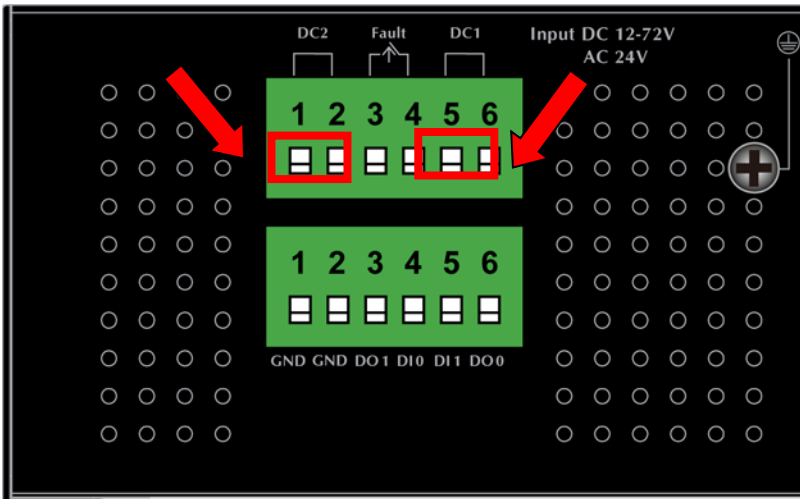 DC2 Fault DC1 Input DC 12-72V
AC 24V
1 2 3 4 5 6
1 2 3 4 5 6
GND GND DO1 DI0 DI1 DO0